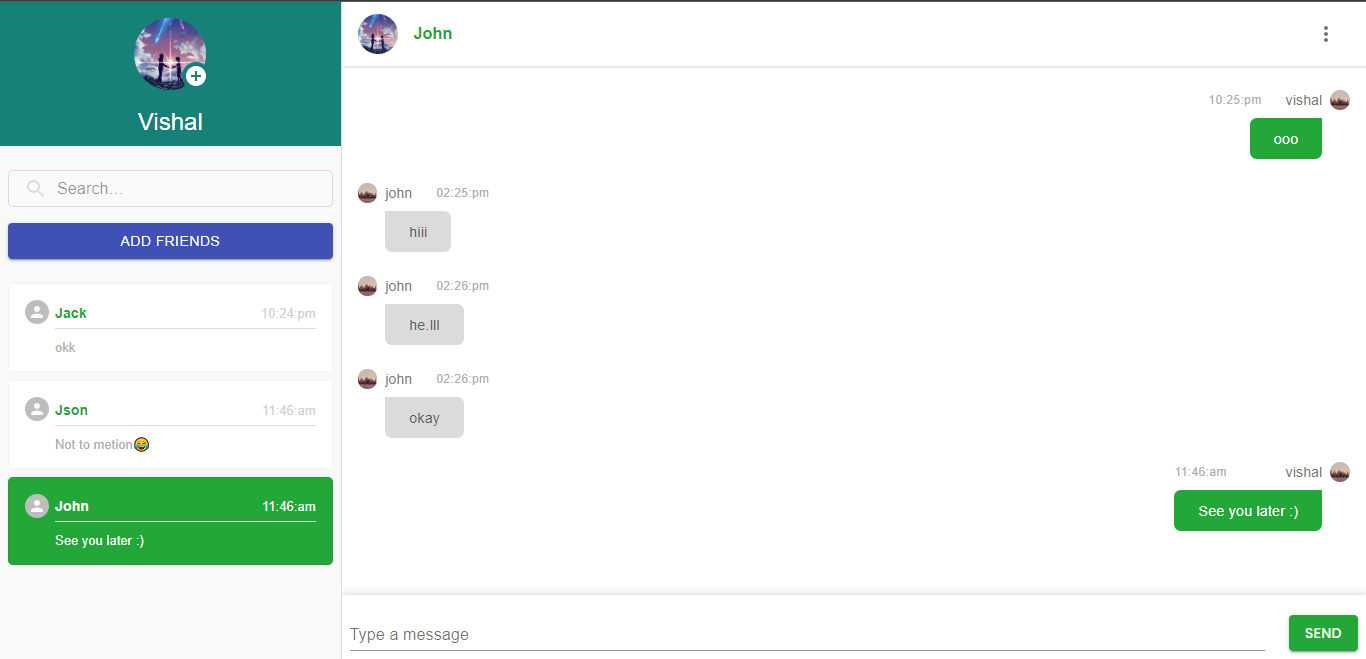 Vishal
Search...
ADD FRIENDS
Jack 10:24:pm
okk
Json 11:46:am
Not to metion😂
John 11:46:am
See you later :)
John
10:25:pm vishal
ooo
john 02:25:pm
hiii
john 02:26:pm
he.lll
john 02:26:pm
okay
11:46:am vishal
See you later :)
Type a message
SEND